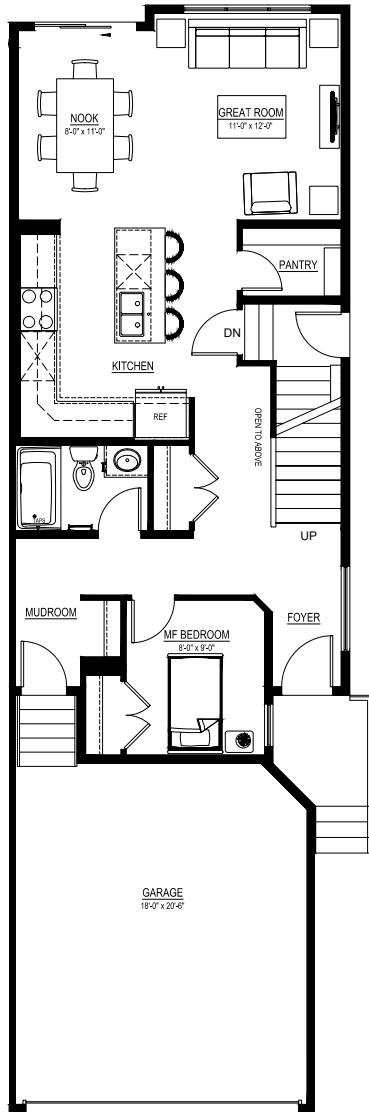 NOOK
8'-0" x 11'-0"
GREAT ROOM
11'-0" x 12'-0"
PANTRY
DN
KITCHEN
REF
OPEN TO ABOVE
TAPS
UP
MUDROOM
FOYER
MF BEDROOM
8'-0" x 9'-0"
GARAGE
18'-0" x 20'-6"